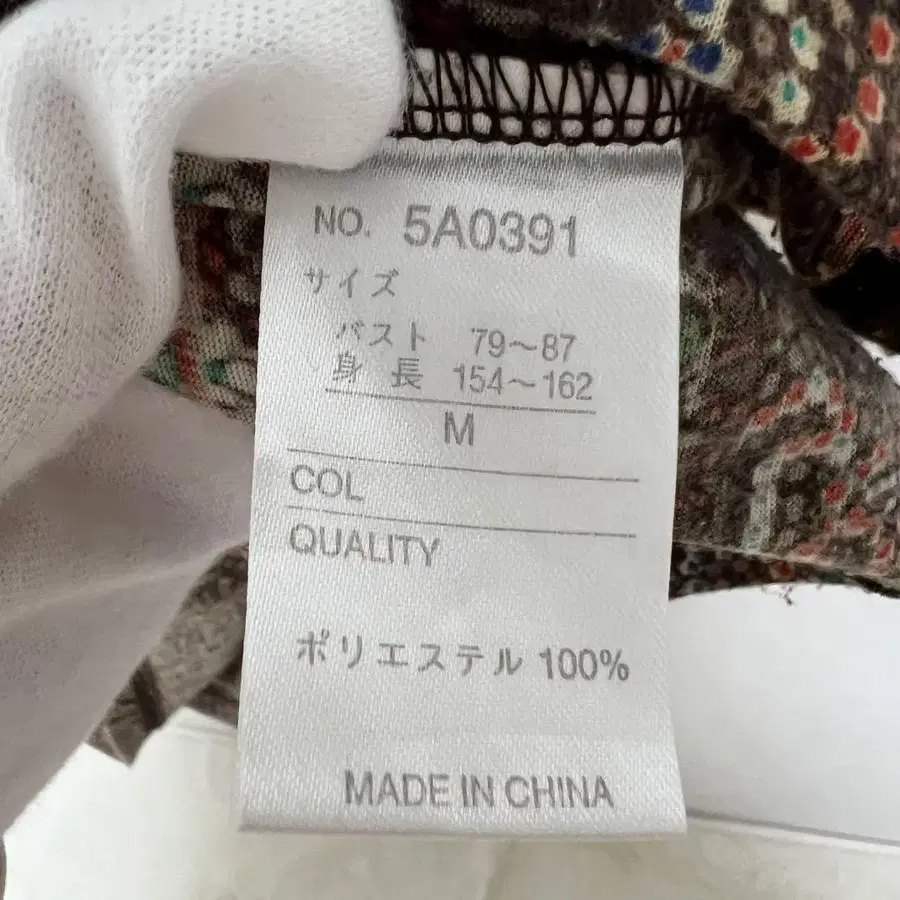 NO. 5A0391
サイズ
バスト 79～87
身長 154～162
M
COL
QUALITY
ポリエステル 100%
MADE IN CHINA